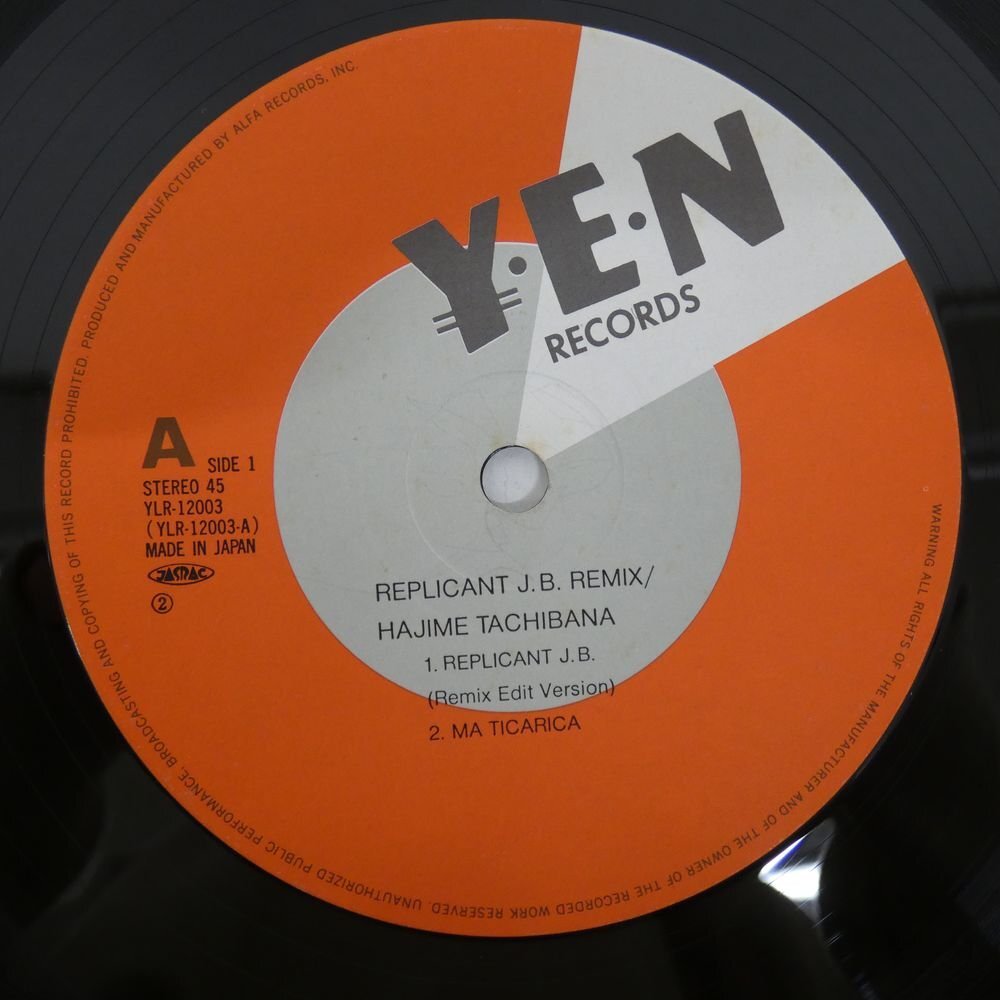 Y·E·N
RECORDS
A SIDE 1
STEREO 45
YLR-12003
(YLR-12003-A)
MADE IN JAPAN
JASRAC
②
REPLICANT J.B. REMIX/
HAJIME TACHIBANA
1. REPLICANT J.B.
(Remix Edit Version)
2. MA TICARICA
WARNING ALL RIGHTS OF THE MANUFACTURER AND OF THE OWNER OF THE RECORDED WORK RESERVED. UNAUTHORIZED PUBLIC PERFORMANCE, BROADCASTING AND COPYING OF THIS RECORD PROHIBITED. PRODUCED AND MANUFACTURED BY ALFA RECORDS, INC.